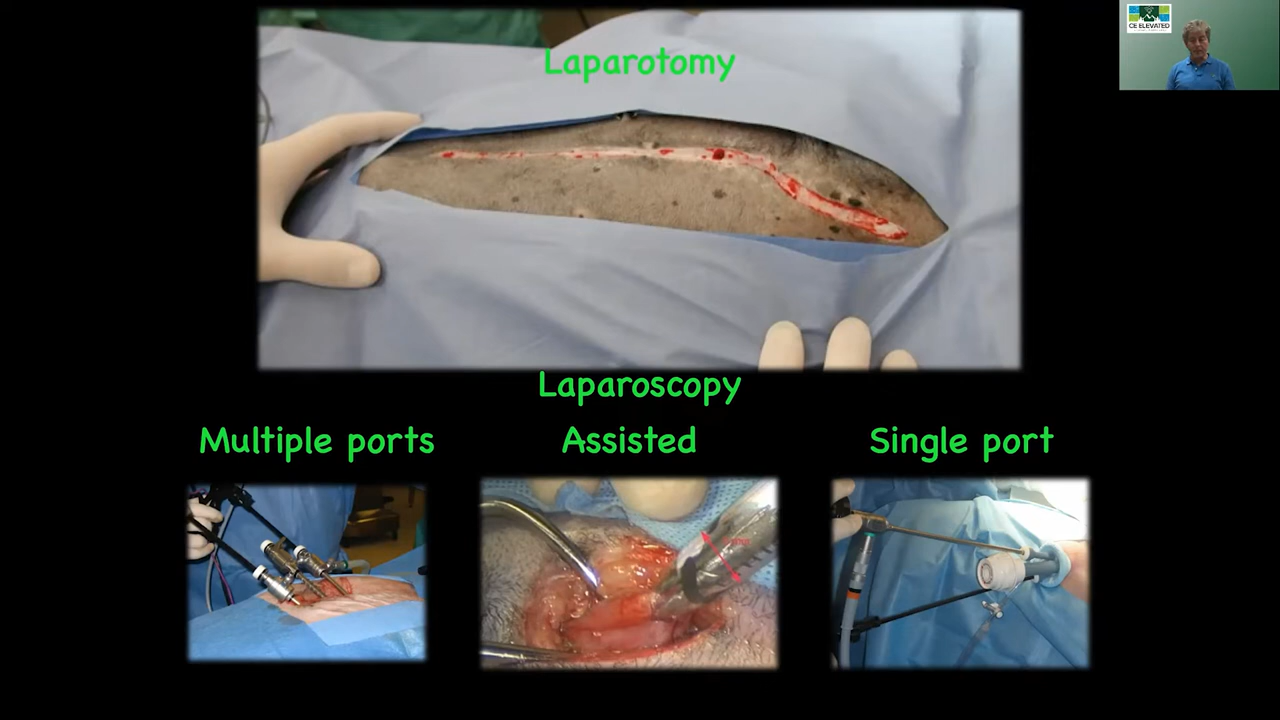 Laparotomy
CE ELEVATED
Laparoscopy
Multiple ports
Assisted
Single port